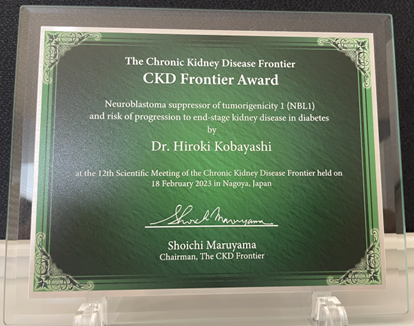 The Chronic Kidney Disease Frontier
CKD Frontier Award
Neuroblastoma suppressor of tumorigenicity 1 (NBL1)
and risk of progression to end-stage kidney disease in diabetes
by
Dr. Hiroki Kobayashi
at the 12th Scientific Meeting of the Chronic Kidney Disease Frontier held on
18 February 2023 in Nagoya, Japan
Shoichi Maruyama
Shoichi Maruyama
Chairman, The CKD Frontier